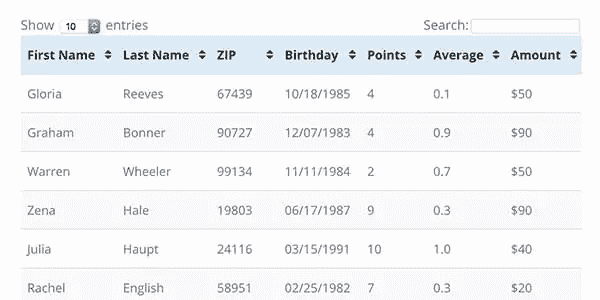 Show 10 entries Search:
First Name Last Name ZIP Birthday Points Average Amount
Gloria Reeves 67439 10/18/1985 4 0.1 $50
Graham Bonner 90727 12/07/1983 4 0.9 $90
Warren Wheeler 99134 11/11/1984 2 0.7 $50
Zena Hale 19803 06/17/1987 9 0.3 $90
Julia Haupt 24116 03/15/1991 10 1.0 $40
Rachel English 58951 02/25/1982 7 0.3 $20